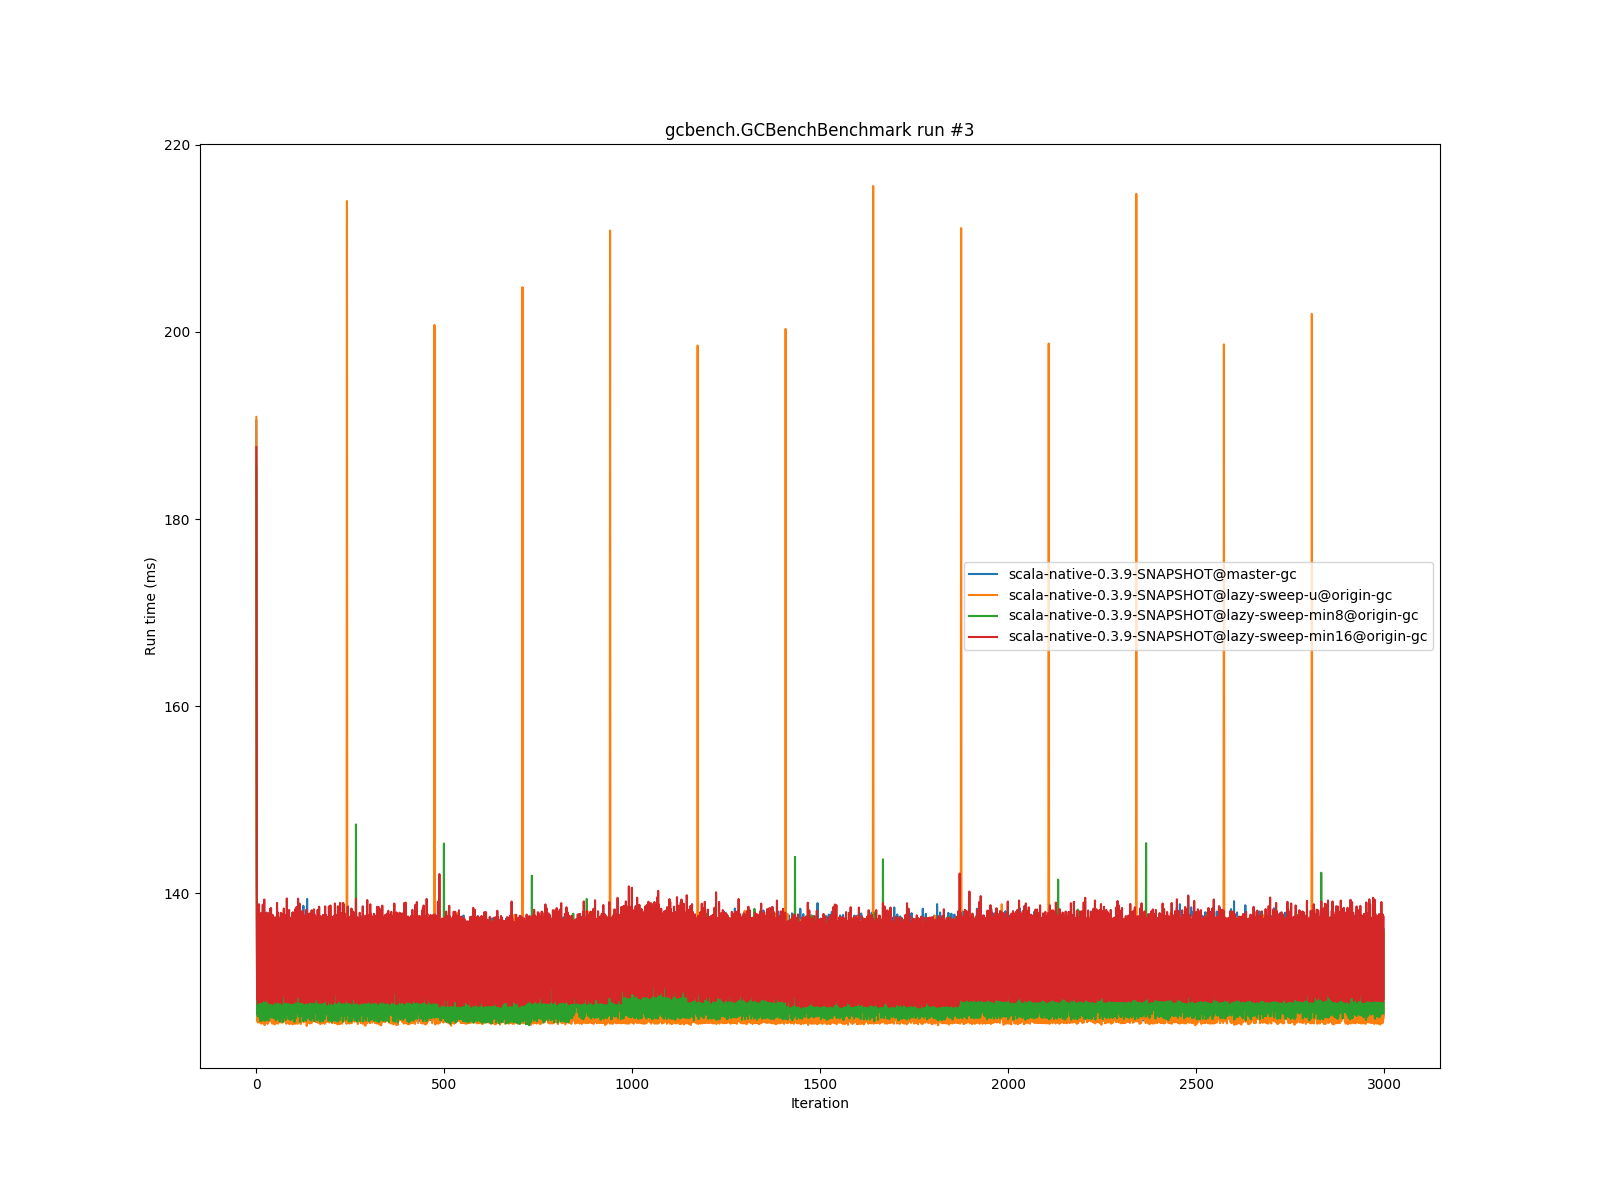 gcbench.GCBenchBenchmark run #3
220
200
180
160
140
Run time (ms)
scala-native-0.3.9-SNAPSHOT@master-gc
scala-native-0.3.9-SNAPSHOT@lazy-sweep-u@origin-gc
scala-native-0.3.9-SNAPSHOT@lazy-sweep-min8@origin-gc
scala-native-0.3.9-SNAPSHOT@lazy-sweep-min16@origin-gc
0 500 1000 1500 2000 2500 3000
Iteration